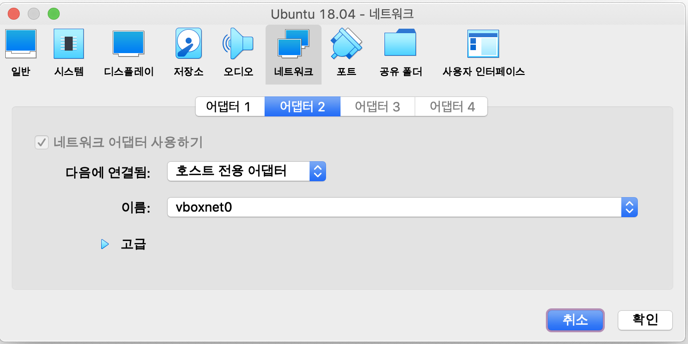 Ubuntu 18.04 - 네트워크
일반 시스템 디스플레이 저장소 오디오 네트워크 포트 공유 폴더 사용자 인터페이스
어댑터 1 어댑터 2 어댑터 3 어댑터 4
네트워크 어댑터 사용하기
다음에 연결됨: 호스트 전용 어댑터
이름: vboxnet0
고급
취소 확인